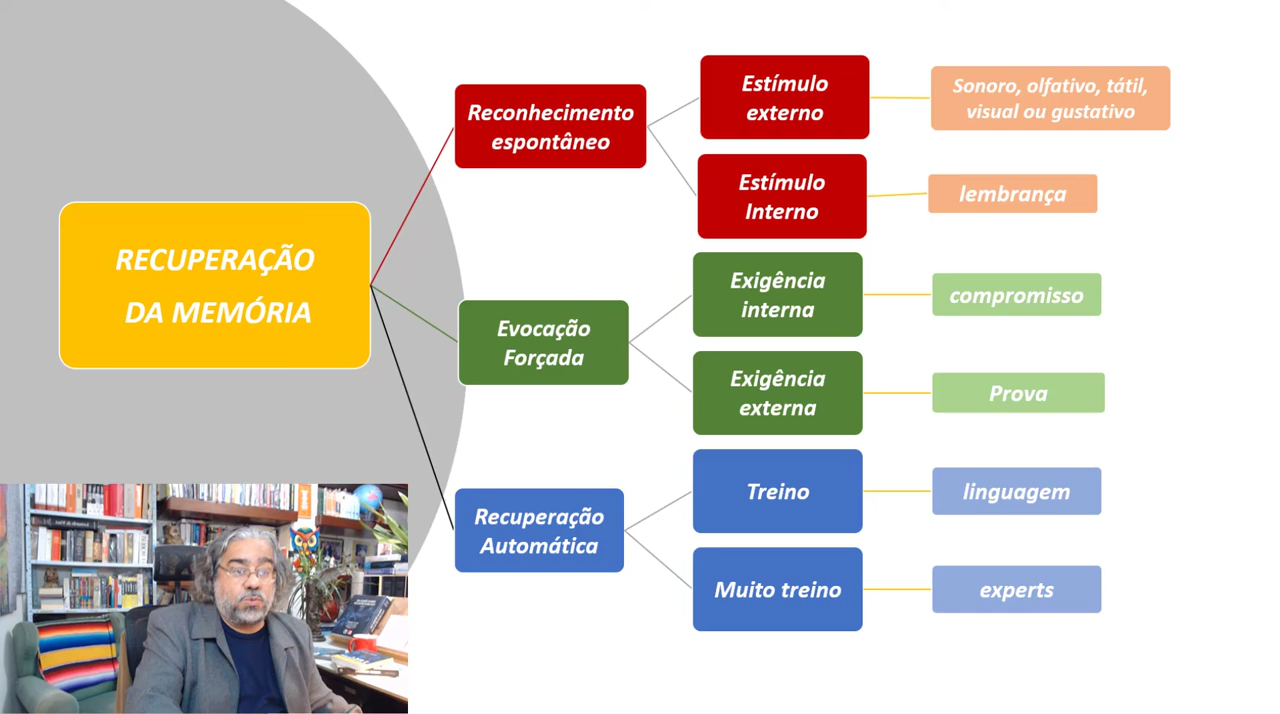 RECUPERAÇÃO
DA MEMÓRIA
Reconhecimento
espontâneo
Estímulo
externo
Sonoro, olfativo, tátil,
visual ou gustativo
Estímulo
Interno
lembrança
Evocação
Forçada
Exigência
interna
compromisso
Exigência
externa
Prova
Recuperação
Automática
Treino
linguagem
Muito treino
experts